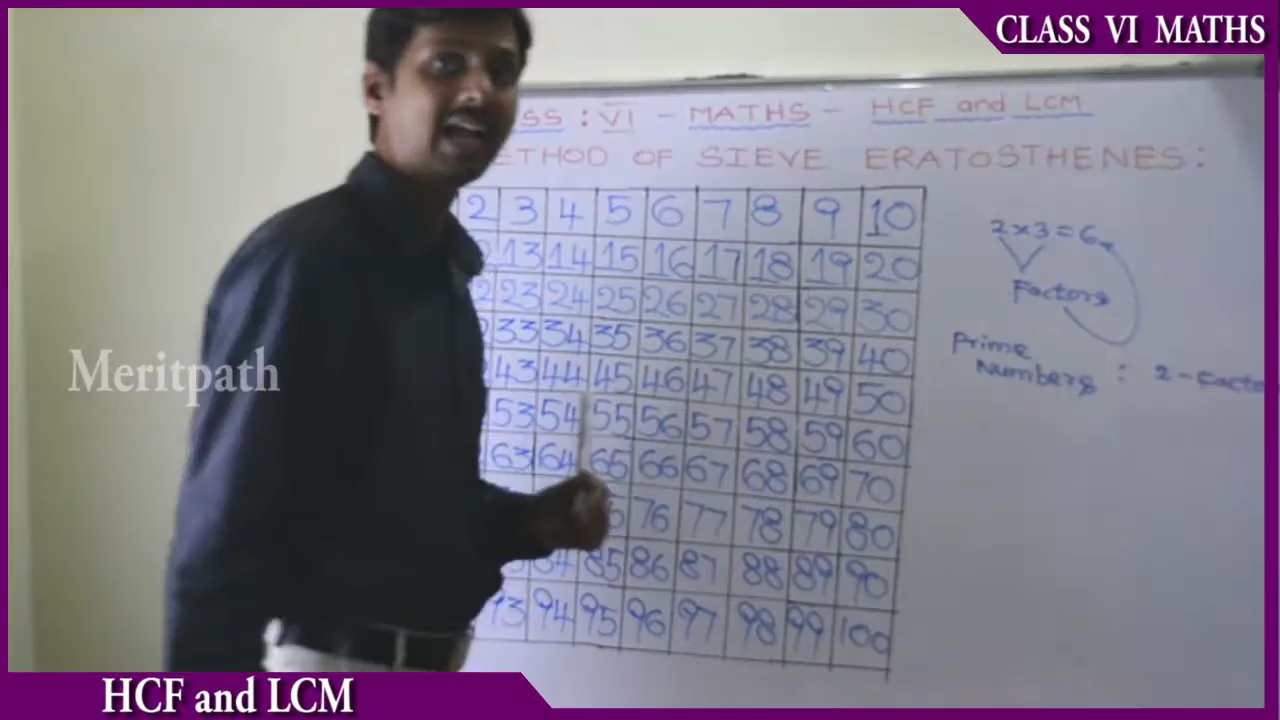 CLASS VI MATHS
SS : VI - MATHS - HCF and LCM
ETHOD OF SIEVE ERATOSTHENES:
2 3 4 5 6 7 8 9 10
2 13 14 15 16 17 18 19 20
2 23 24 25 26 27 28 29 30
33 34 35 36 37 38 39 40
43 44 45 46 47 48 49 50
53 54 55 56 57 58 59 60
63 64 65 66 67 68 69 70
76 77 78 79 80
84 85 86 87 88 89 90
93 94 95 96 97 98 99 100
2 x 3 = 6
Factors
Prime
Numbers : 2 - Facto
Meritpath
HCF and LCM